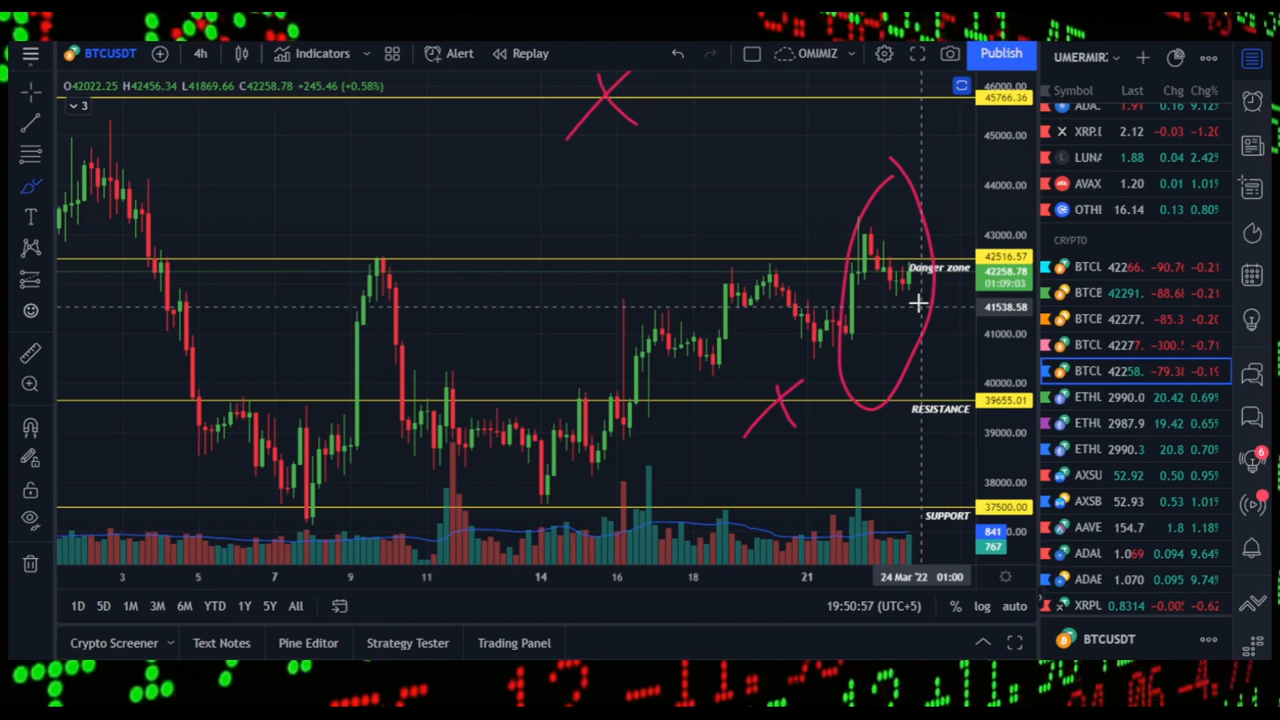 BTCUSDT 4h Indicators Alert Replay OMIMIZ Publish
UMERMIR.
O42022.25 H42456.34 L41869.66 C42258.78 +245.46 (+0.58%)
3
46000.00
45766.36
45000.00
44000.00
43000.00
42516.57
Danger zone
42258.78
01:09:03
41538.58
41000.00
40000.00
39655.01
RESISTANCE
39000.00
38000.00
37500.00
SUPPORT
841
767
3 5 7 9 11 14 16 18 21 24 Mar '22 01:00
1D 5D 1M 3M 6M YTD 1Y 5Y All
19:50:57 (UTC+5) % log auto
Crypto Screener Text Notes Pine Editor Strategy Tester Trading Panel
Symbol Last Chg Chg%
ADA. 1.91 0.16 9.12
XRP.[ 2.12 -0.03 -1.20
LUNA 1.88 0.04 2.42
AVAX 1.20 0.01 1.01
OTHE 16.14 0.13 0.80
CRYPTO
BTCU 42266. -90.7 -0.21
BTCE 42291. -88.6 -0.21
BTCE 42277. -85.3 -0.20
BTCU 42277. -300. -0.71
BTCU 42258. -79.3 -0.19
ETHU 2990.0 20.42 0.69
ETHU 2987.9 19.42 0.65
ETHU 2990.3 20.8 0.70
AXSU 52.92 0.50 0.95
AXSB 52.93 0.53 1.01
AAVE 154.7 1.8 1.18
ADAU 1.069 0.094 9.64
ADAE 1.070 0.095 9.74
XRPU 0.8314 -0.00 -0.62
BTCUSDT
6